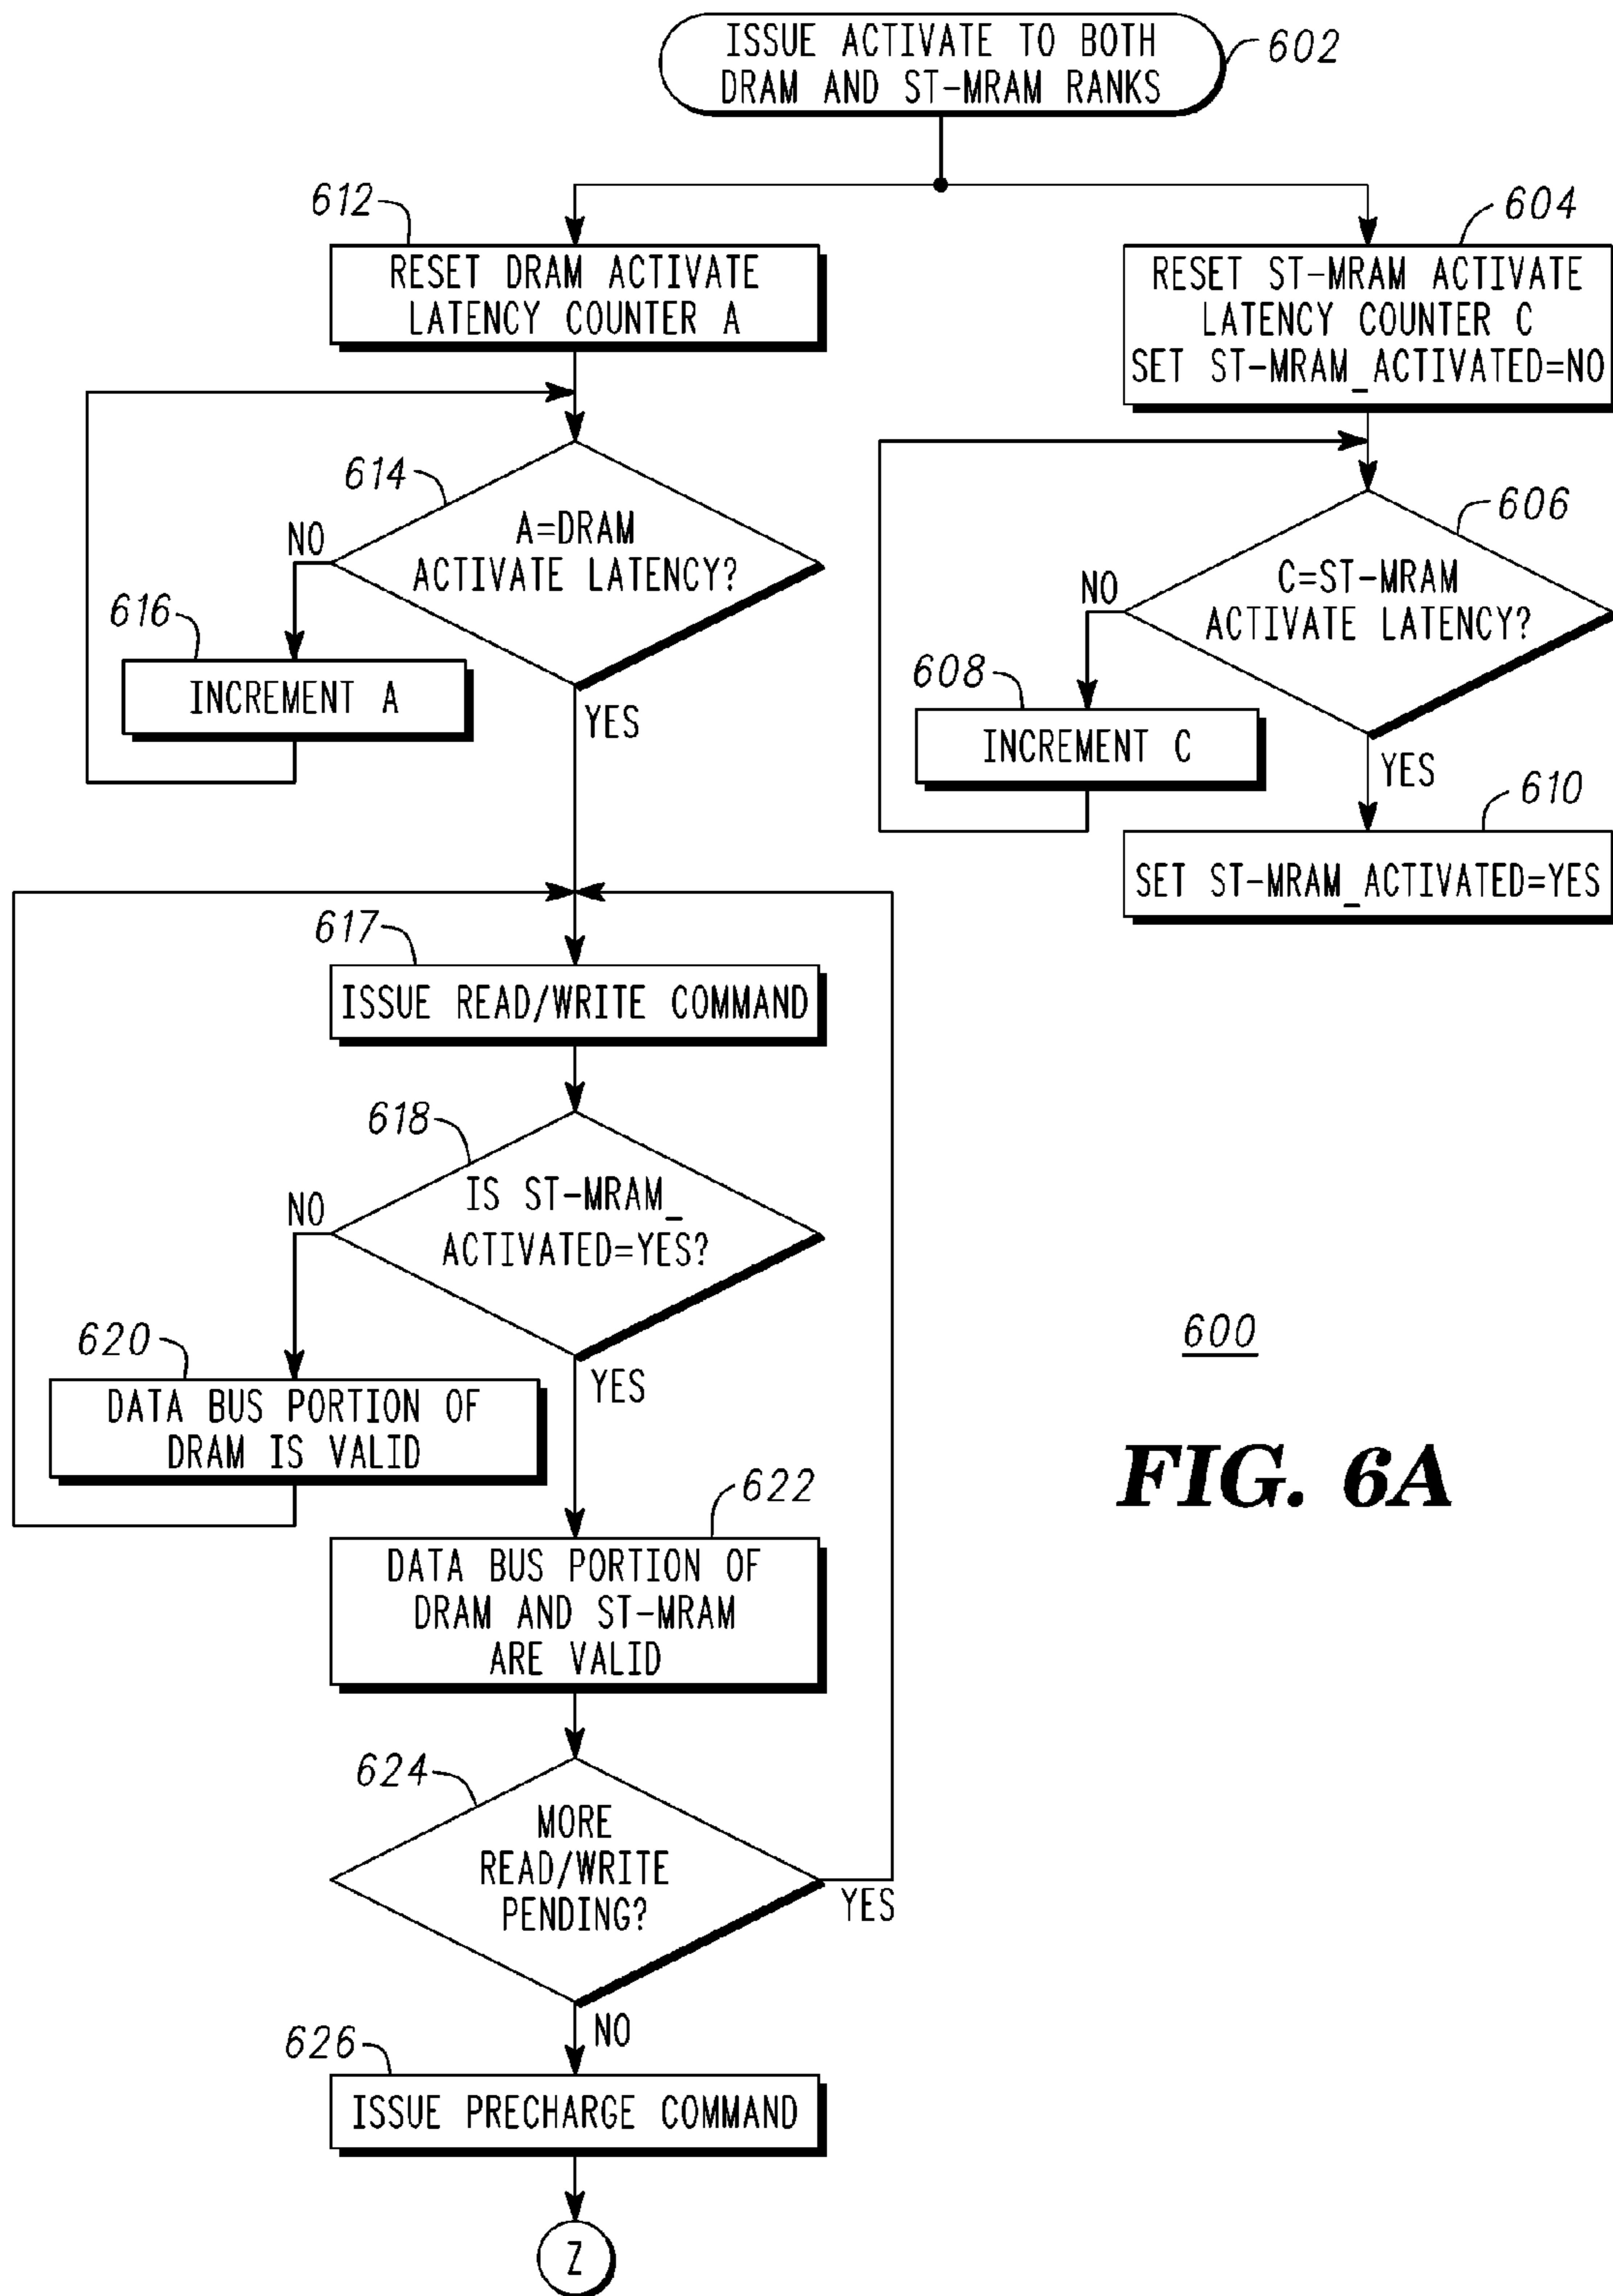 ISSUE ACTIVATE TO BOTH
DRAM AND ST-MRAM RANKS
602
612
RESET DRAM ACTIVATE
LATENCY COUNTER A
604
RESET ST-MRAM ACTIVATE
LATENCY COUNTER C
SET ST-MRAM_ACTIVATED=NO
614
A=DRAM
ACTIVATE LATENCY?
NO
616
INCREMENT A
YES
606
C=ST-MRAM
ACTIVATE LATENCY?
NO
608
INCREMENT C
YES
610
SET ST-MRAM_ACTIVATED=YES
617
ISSUE READ/WRITE COMMAND
618
IS ST-MRAM_
ACTIVATED=YES?
NO
620
DATA BUS PORTION OF
DRAM IS VALID
YES
622
DATA BUS PORTION OF
DRAM AND ST-MRAM
ARE VALID
624
MORE
READ/WRITE
PENDING?
YES
NO
626
ISSUE PRECHARGE COMMAND
Z
600
FIG. 6A